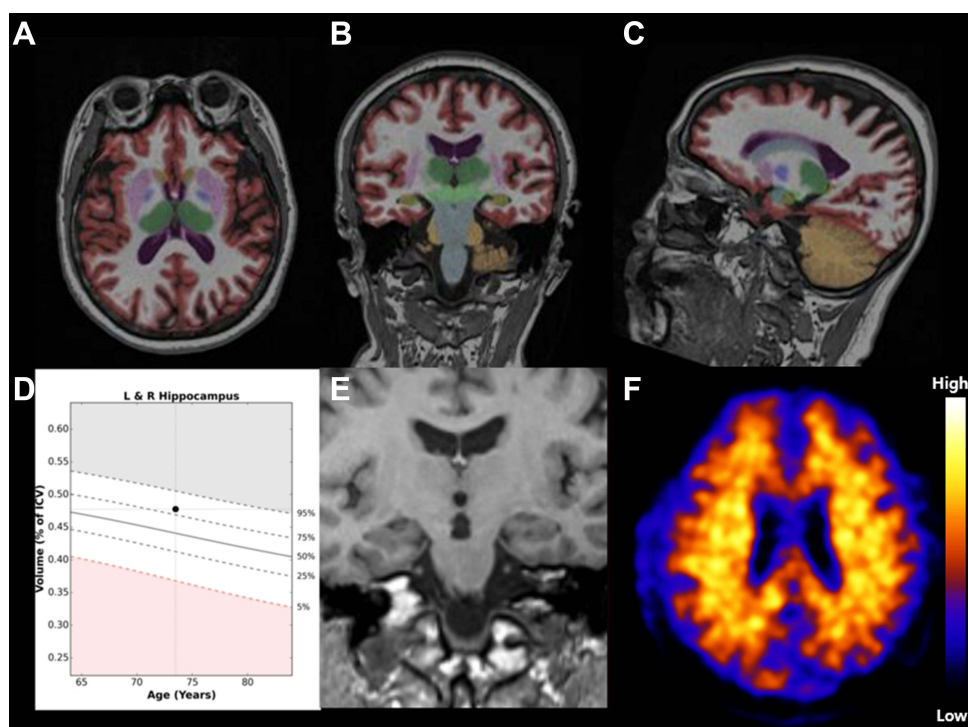 A
B
C
D
L & R Hippocampus
Volume (% of ICV)
0.60
0.55
0.50
0.45
0.40
0.35
0.30
0.25
95%
75%
50%
25%
5%
65
70
75
80
Age (Years)
E
F
High
Low